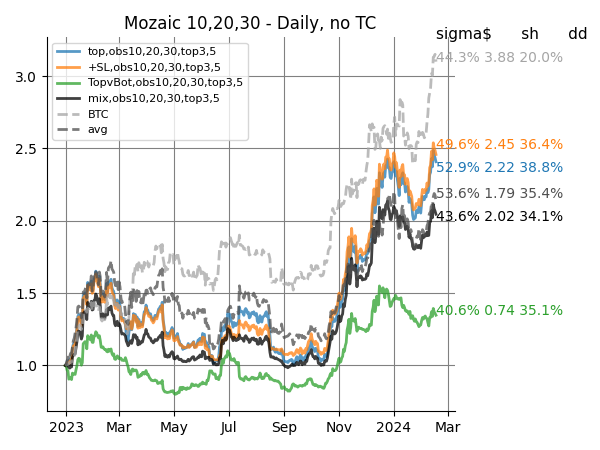 Mozaic 10,20,30 - Daily, no TC
sigma$ sh dd
top,obs10,20,30,top3,5
+SL,obs10,20,30,top3,5
TopvBot,obs10,20,30,top3,5
mix,obs10,20,30,top3,5
BTC
avg
44.3% 3.88 20.0%
49.6% 2.45 36.4%
52.9% 2.22 38.8%
53.6% 1.79 35.4%
43.6% 2.02 34.1%
40.6% 0.74 35.1%
3.0
2.5
2.0
1.5
1.0
2023 Mar May Jul Sep Nov 2024 Mar